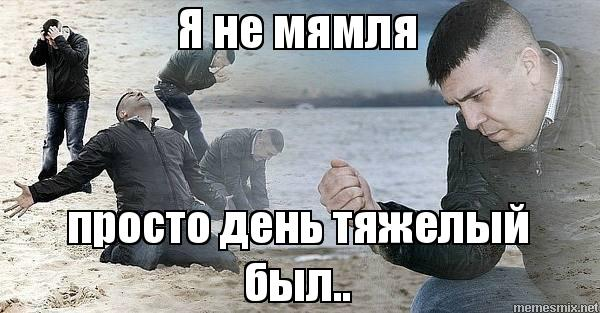 Я не мямля
просто день тяжелый
был..
memesmix.net